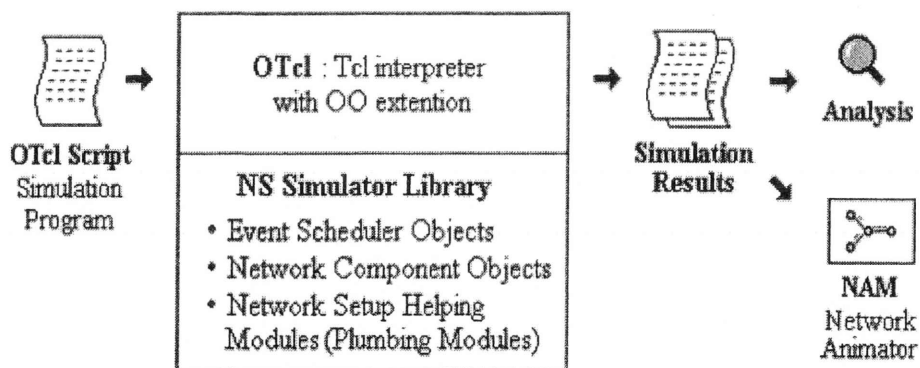 OTcl Script
Simulation
Program
OTcl : Tcl interpreter
with OO extention
NS Simulator Library
• Event Scheduler Objects
• Network Component Objects
• Network Setup Helping
Modules (Plumbing Modules)
Simulation
Results
Analysis
NAM
Network
Animator